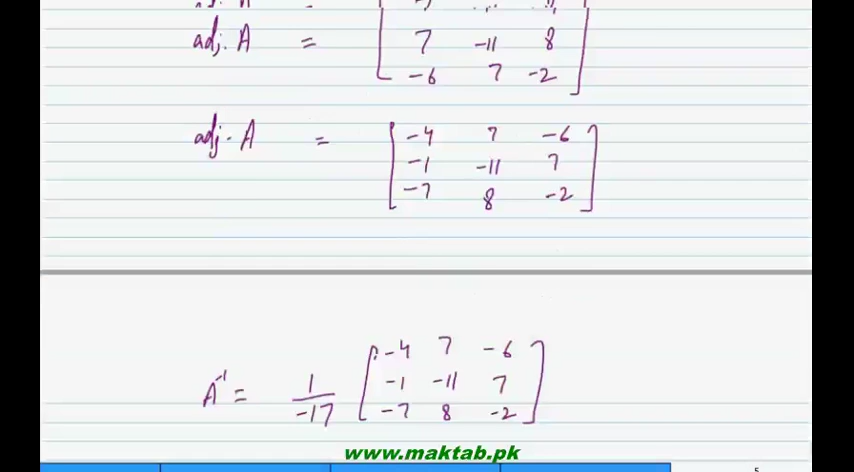 adj. A = 7 -11 8
-6 7 -2
adj. A = -4 7 -6
-1 -11 7
-7 8 -2
A⁻¹ = 1/-17 -4 7 -6
-1 -11 7
-7 8 -2
www.maktab.pk
5